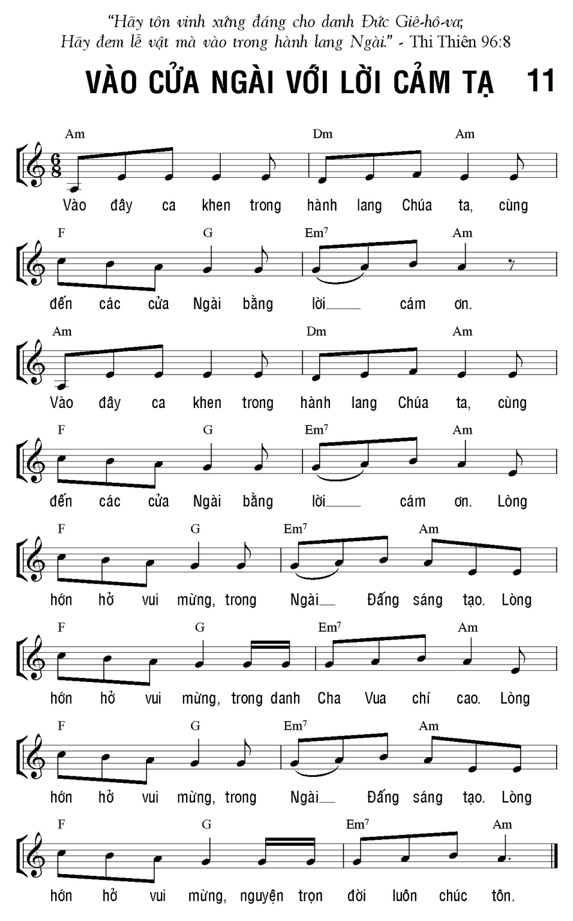 “Hãy tôn vinh xứng đáng cho danh Đức Giê-hô-va;
Hãy đem lễ vật mà vào trong hành lang Ngài.” - Thi Thiên 96:8
VÀO CỬA NGÀI VỚI LỜI CẢM TẠ 11
Am Dm Am
6
8
Vào đây ca khen trong hành lang Chúa ta, cùng
F G Em7 Am
đến các cửa Ngài bằng lời____ cám ơn.
Am Dm Am
Vào đây ca khen trong hành lang Chúa ta, cùng
F G Em7 Am
đến các cửa Ngài bằng lời____ cám ơn. Lòng
F G Em7 Am
hớn hở vui mừng, trong Ngài___ Đấng sáng tạo. Lòng
F G Em7 Am
hớn hở vui mừng, trong danh Cha Vua chí cao. Lòng
F G Em7 Am
hớn hở vui mừng, trong Ngài___ Đấng sáng tạo. Lòng
F G Em7 Am
hớn hở vui mừng, nguyện trọn đời luôn chúc tôn.